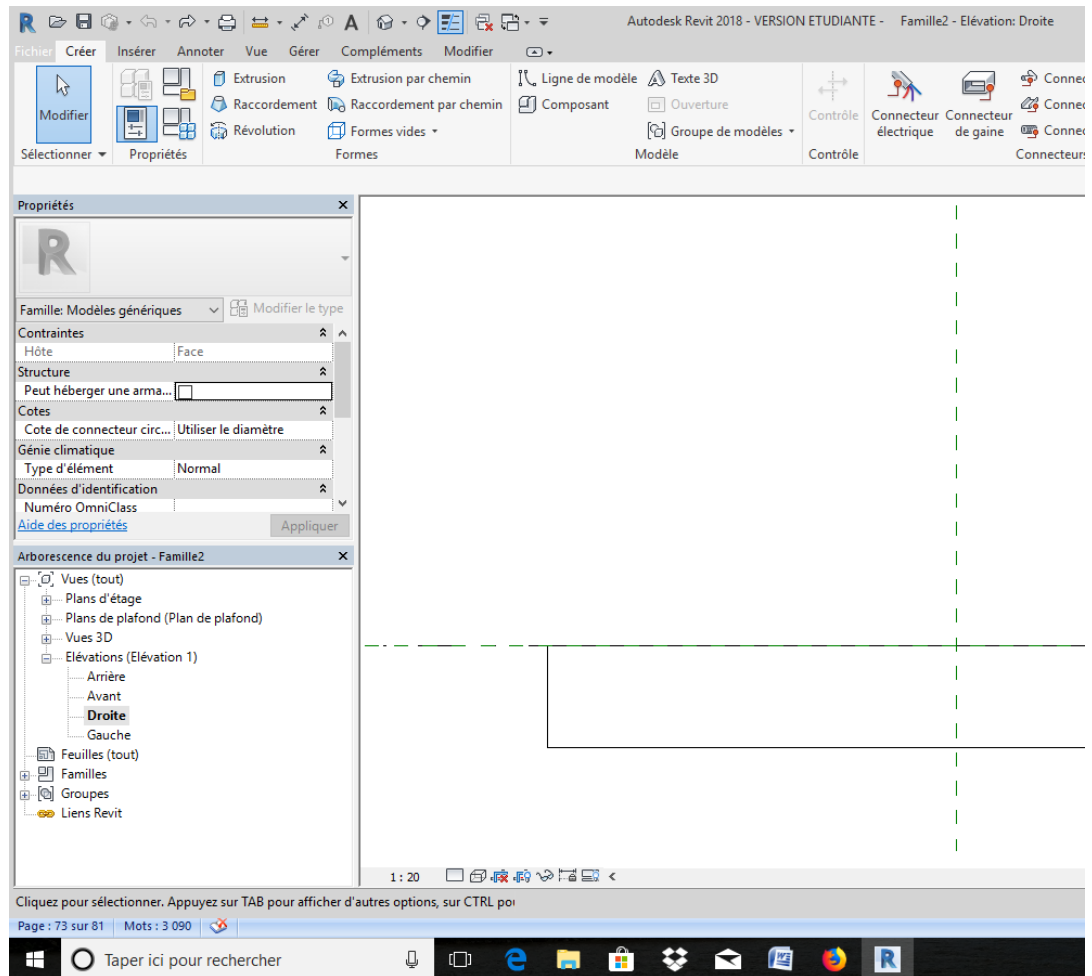 Autodesk Revit 2018 - VERSION ETUDIANTE - Famille2 - Elévation: Droite
Fichier Créer Insérer Annoter Vue Gérer Compléments Modifier
Modifier
Sélectionner
Propriétés
Extrusion
Raccordement
Révolution
Extrusion par chemin
Raccordement par chemin
Formes vides
Formes
Ligne de modèle
Composant
Texte 3D
Ouverture
Groupe de modèles
Modèle
Contrôle
Contrôle
Connecteur électrique
Connecteur de gaine
Connec
Connec
Connec
Connecteurs
Propriétés
Famille: Modèles génériques
Modifier le type
Contraintes
Hôte Face
Structure
Peut héberger une arma...
Cotes
Cote de connecteur circ... Utiliser le diamètre
Génie climatique
Type d'élément Normal
Données d'identification
Numéro OmniClass
Aide des propriétés Appliquer
Arborescence du projet - Famille2
Vues (tout)
Plans d'étage
Plans de plafond (Plan de plafond)
Vues 3D
Elévations (Elévation 1)
Arrière
Avant
Droite
Gauche
Feuilles (tout)
Familles
Groupes
Liens Revit
1 : 20
Cliquez pour sélectionner. Appuyez sur TAB pour afficher d'autres options, sur CTRL po
Page : 73 sur 81 Mots : 3 090
Taper ici pour rechercher